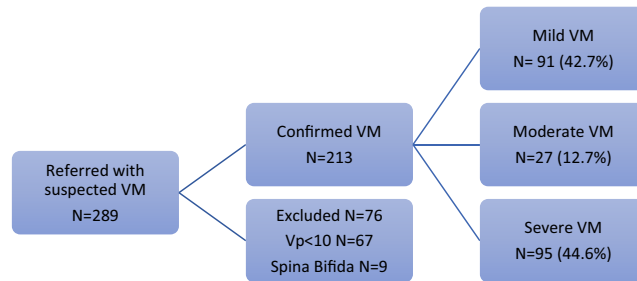 Referred with
suspected VM
N=289
Confirmed VM
N=213
Excluded N=76
Vp<10 N=67
Spina Bifida N=9
Mild VM
N= 91 (42.7%)
Moderate VM
N=27 (12.7%)
Severe VM
N=95 (44.6%)